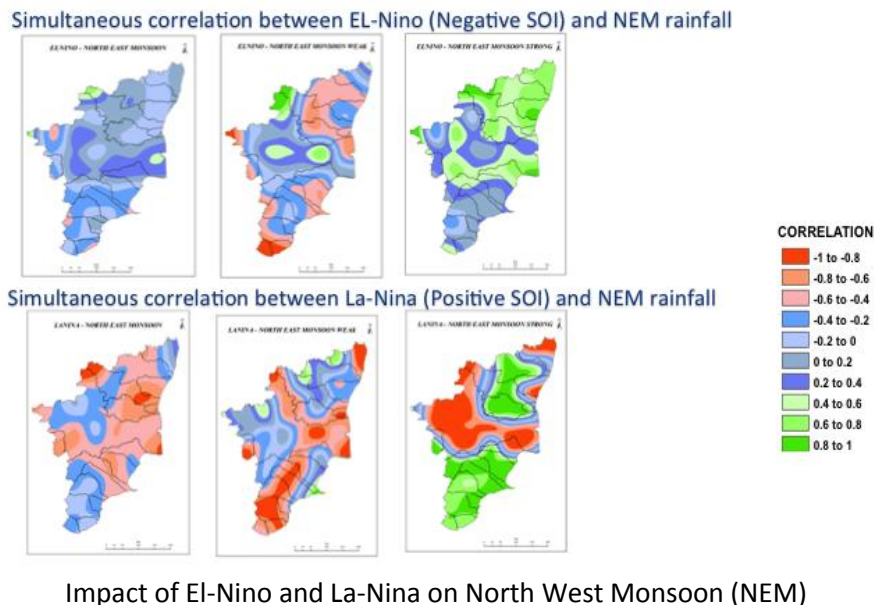 Simultaneous correlation between EL-Nino (Negative SOI) and NEM rainfall
ELNINO - NORTH EAST MONSOON
ELNINO - NORTH EAST MONSOON WEAK
ELNINO - NORTH EAST MONSOON STRONG
Simultaneous correlation between La-Nina (Positive SOI) and NEM rainfall
LANINA - NORTH EAST MONSOON
LANINA - NORTH EAST MONSOON WEAK
LANINA - NORTH EAST MONSOON STRONG
CORRELATION
-1 to -0.8
-0.8 to -0.6
-0.6 to -0.4
-0.4 to -0.2
-0.2 to 0
0 to 0.2
0.2 to 0.4
0.4 to 0.6
0.6 to 0.8
0.8 to 1
Impact of El-Nino and La-Nina on North West Monsoon (NEM)